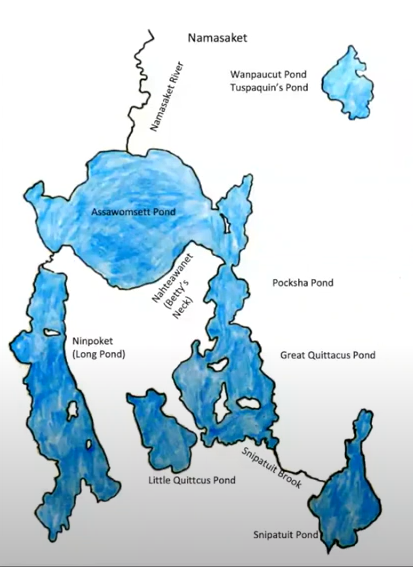 Namasaket
Wanpaucut Pond
Tuspaquin's Pond
Namasaket River
Assawomsett Pond
Nahteawanet
(Betty's
Neck)
Pocksha Pond
Ninpoket
(Long Pond)
Great Quittacus Pond
Little Quittcus Pond
Snipatuit Brook
Snipatuit Pond